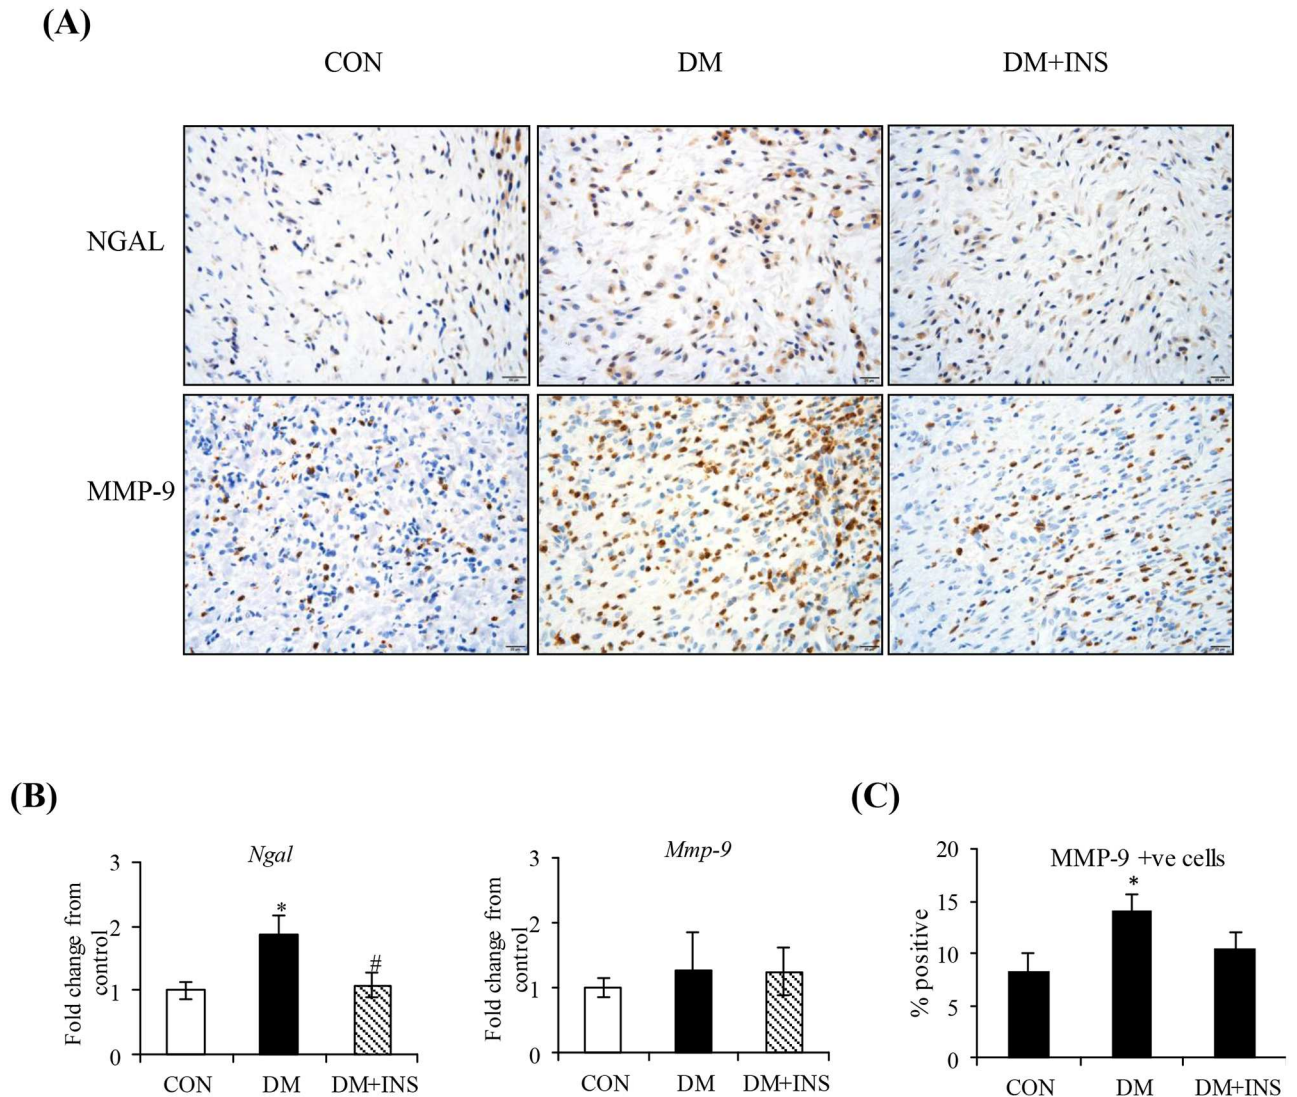 (A)
CON DM DM+INS
NGAL
MMP-9
(B)
Ngal
Fold change from
control
3
2
1
0
*
#
CON DM DM+INS
Mmp-9
Fold change from
control
3
2
1
0
CON DM DM+INS
(C)
MMP-9 +ve cells
% positive
20
15
10
5
0
*
CON DM DM+INS